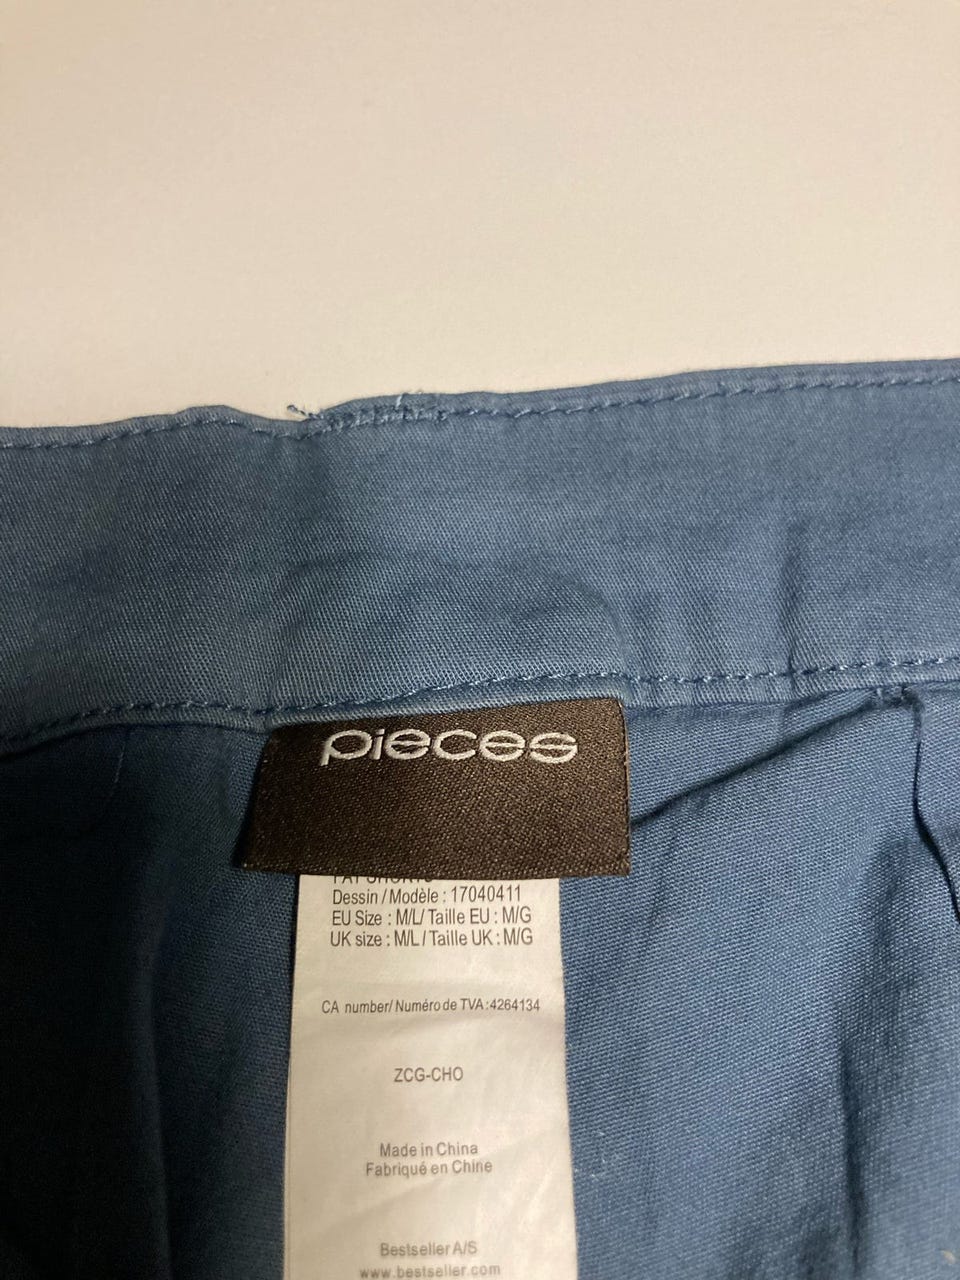 pieces
Dessin / Modèle : 17040411
EU Size : M/L/ Taille EU : M/G
UK size : M/L / Taille UK : M/G
CA number/ Numéro de TVA:4264134
ZCG-CHO
Made in China
Fabriqué en Chine
Bestseller A/S
www.bestseller.com